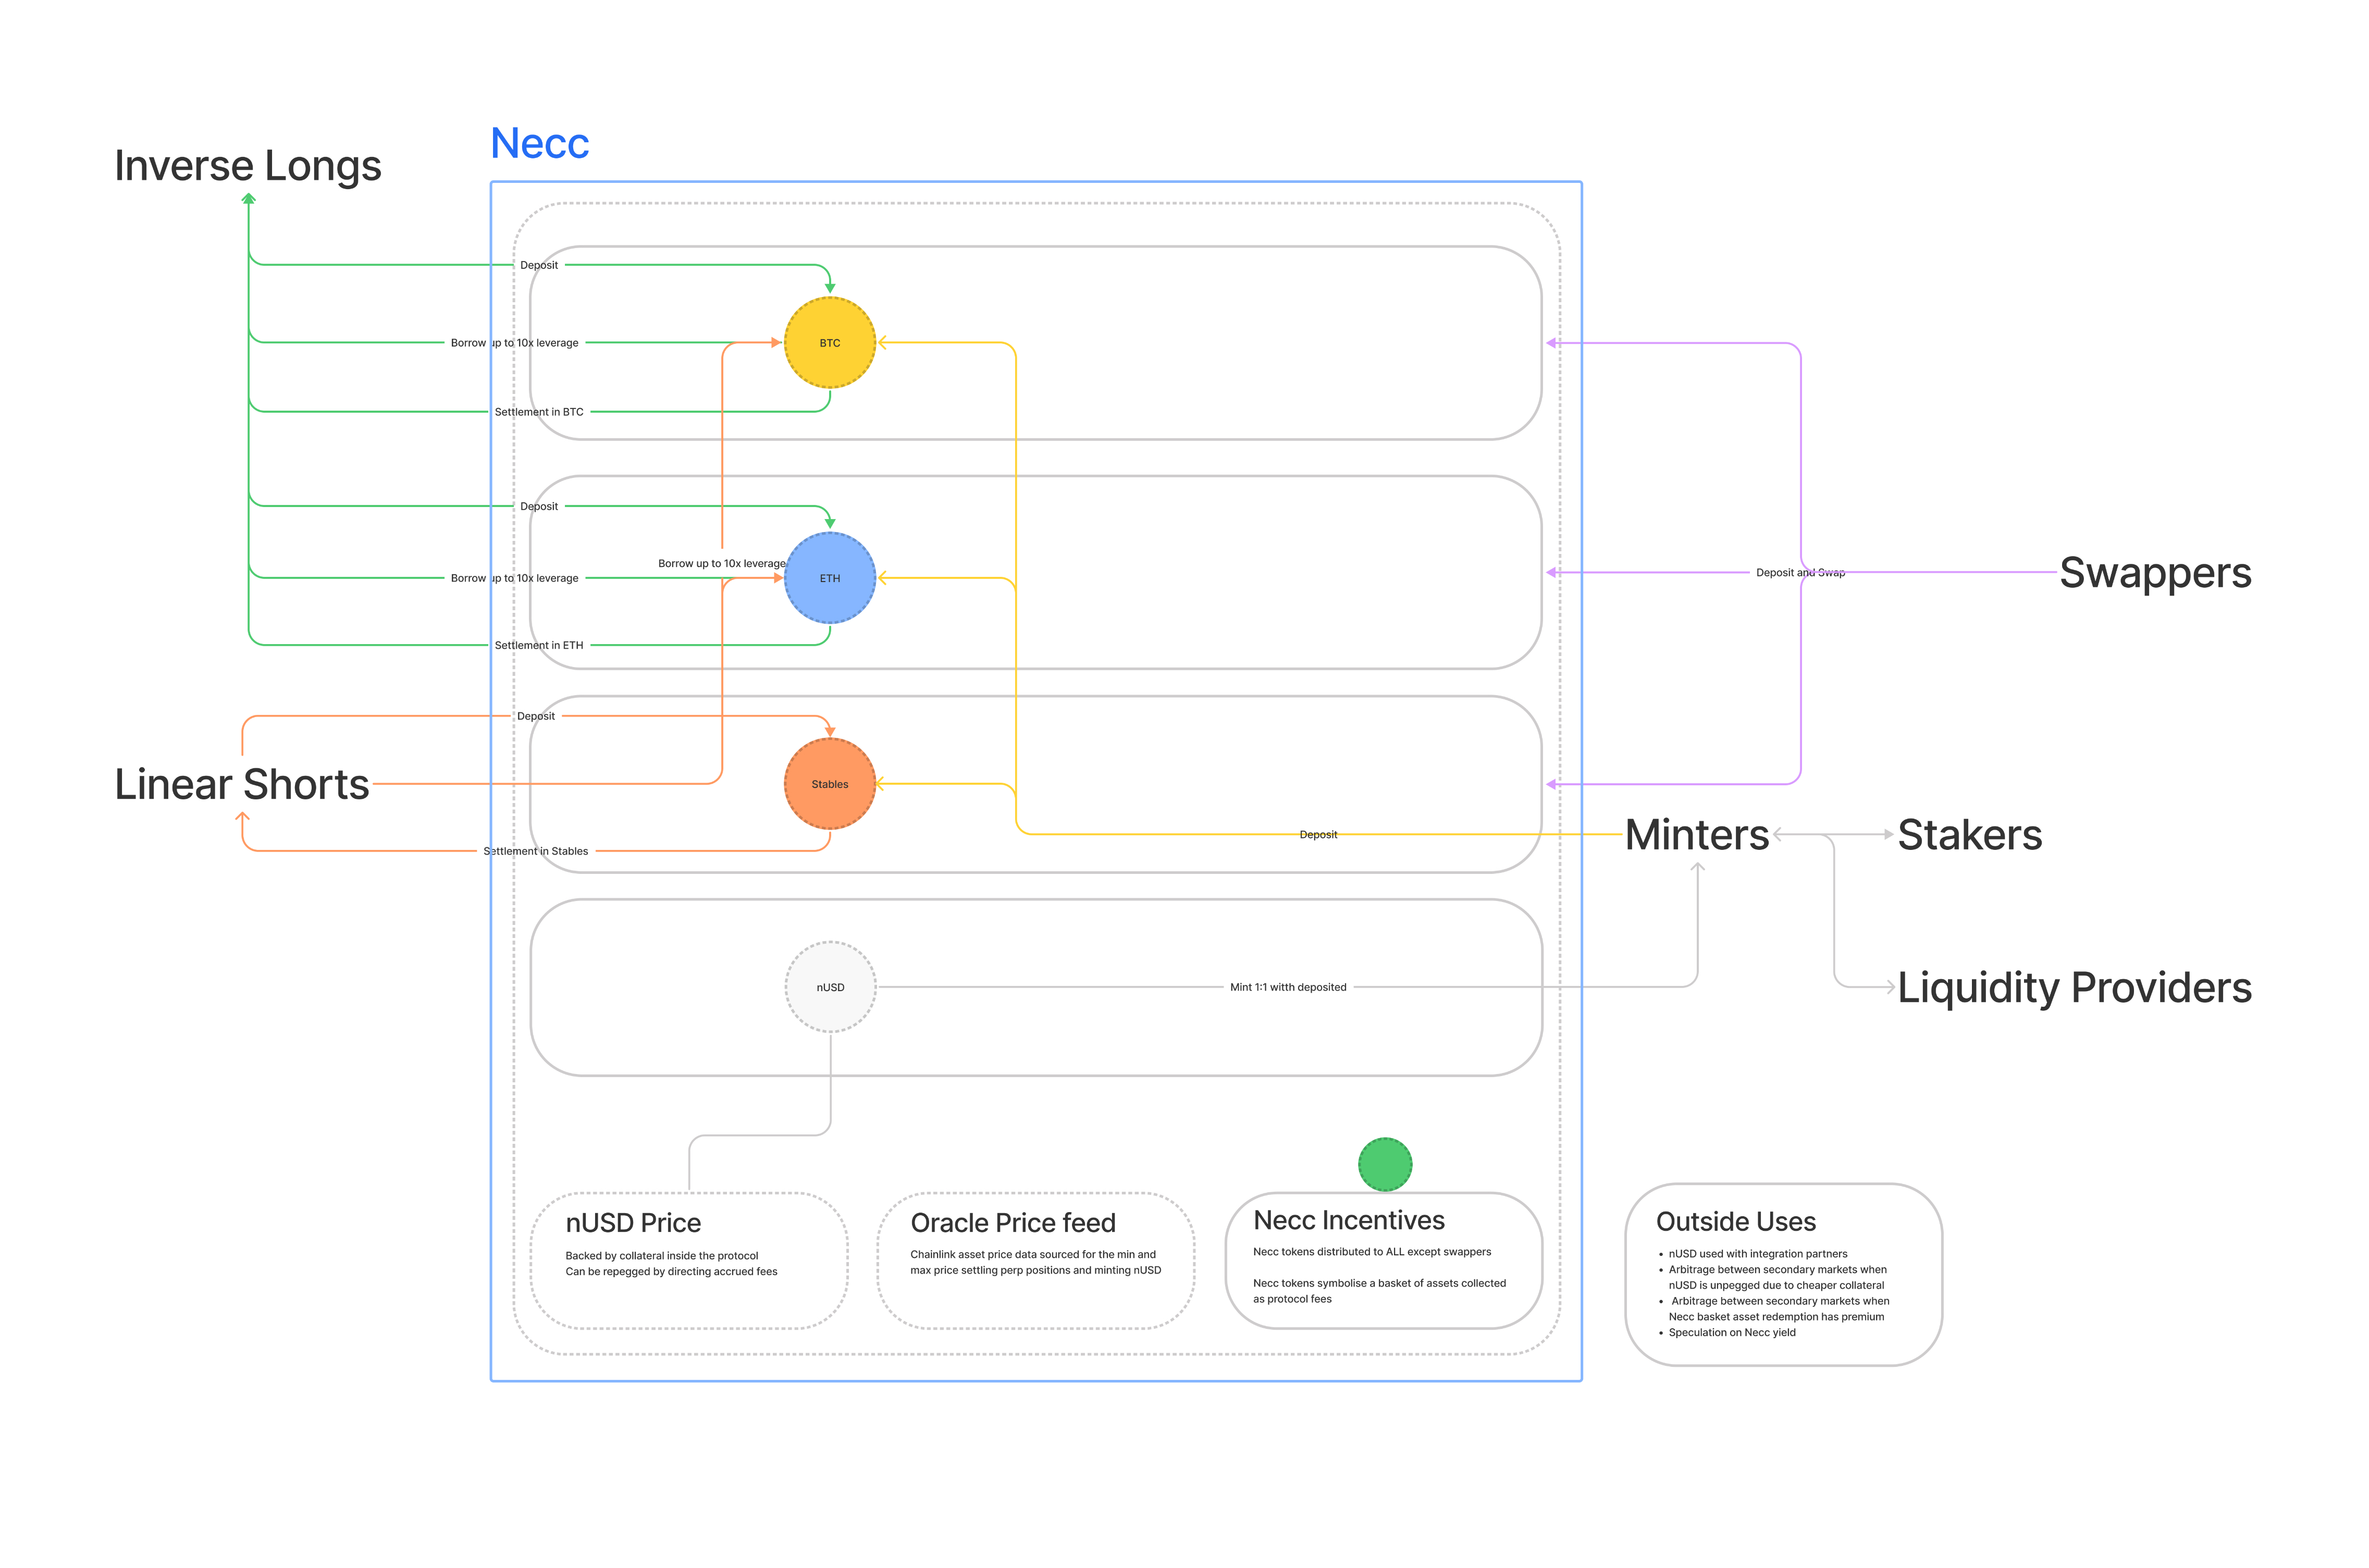 Necc
Inverse Longs
Deposit
Borrow up to 10x leverage
BTC
Settlement in BTC
Deposit
Borrow up to 10x leverage
Borrow up to 10x leverage
ETH
Settlement in ETH
Deposit and Swap
Swappers
Deposit
Linear Shorts
Stables
Settlement in Stables
Deposit
Minters
Stakers
nUSD
Mint 1:1 witth deposited
Liquidity Providers
nUSD Price
Backed by collateral inside the protocol
Can be repegged by directing accrued fees
Oracle Price feed
Chainlink asset price data sourced for the min and
max price settling perp positions and minting nUSD
Necc Incentives
Necc tokens distributed to ALL except swappers
Necc tokens symbolise a basket of assets collected
as protocol fees
Outside Uses
• nUSD used with integration partners
• Arbitrage between secondary markets when
nUSD is unpegged due to cheaper collateral
• Arbitrage between secondary markets when
Necc basket asset redemption has premium
• Speculation on Necc yield